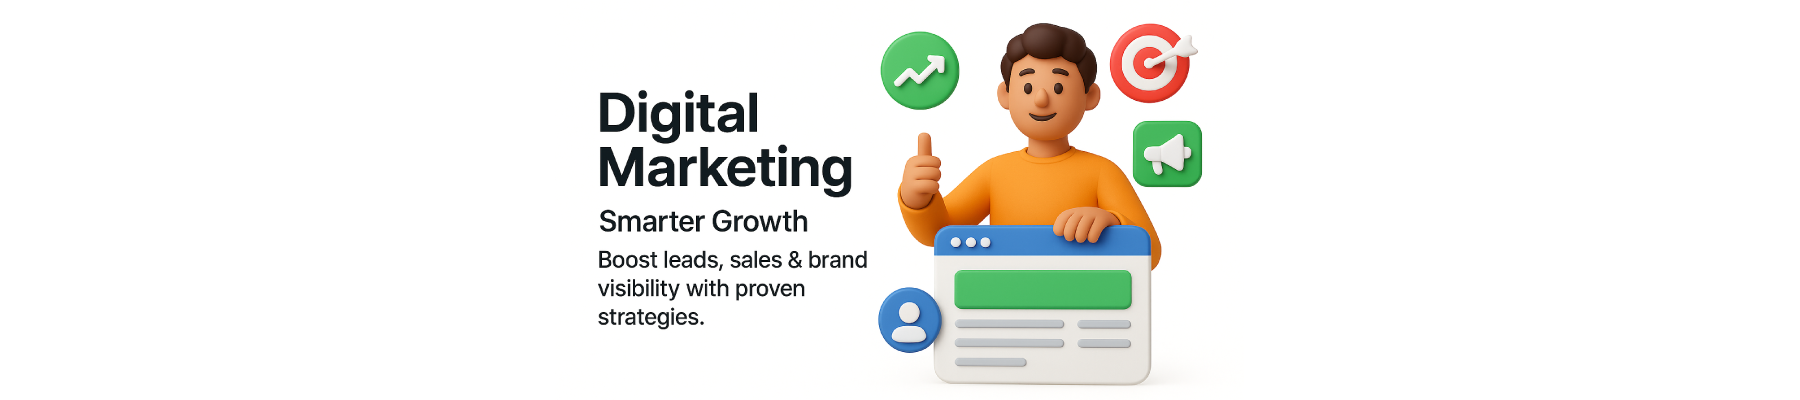 Digital
Marketing
Smarter Growth
Boost leads, sales & brand
visibility with proven
strategies.